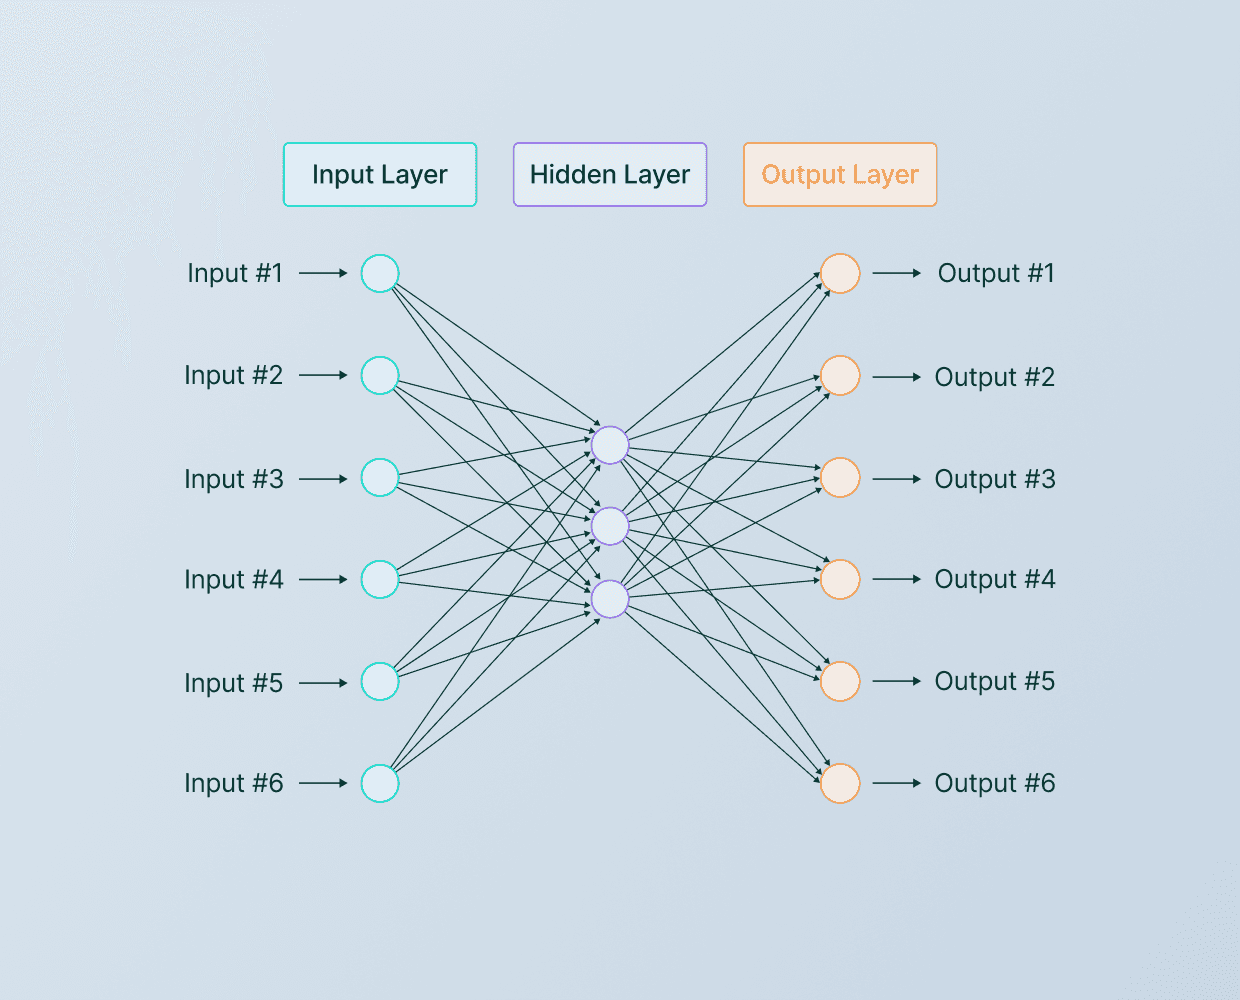 Input Layer
Hidden Layer
Output Layer
Input #1
Output #1
Input #2
Output #2
Input #3
Output #3
Input #4
Output #4
Input #5
Output #5
Input #6
Output #6